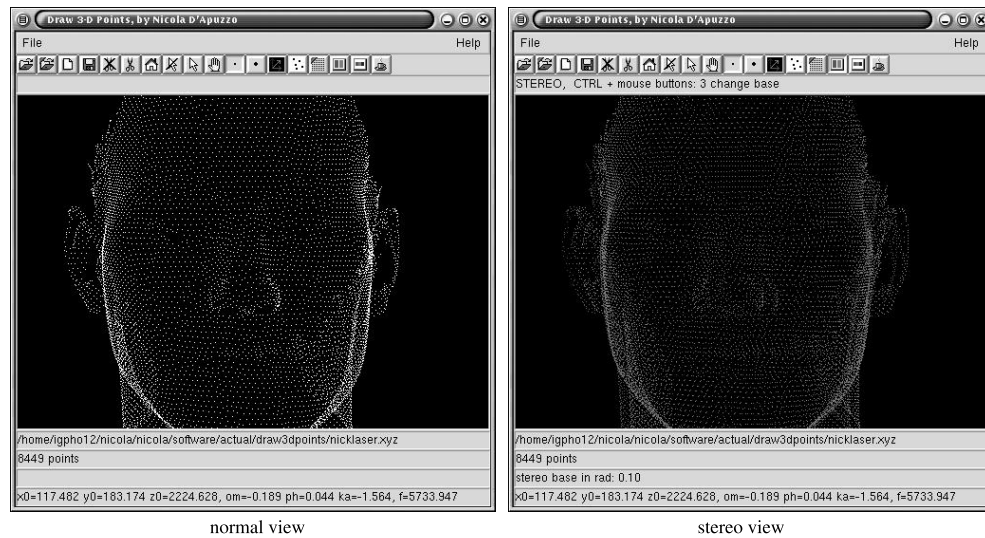 Draw 3-D Points, by Nicola D'Apuzzo
File Help
/home/igpho12/nicola/nicola/software/actual/draw3dpoints/nicklaser.xyz
8449 points
x0=117.482 y0=183.174 z0=2224.628, om=-0.189 ph=0.044 ka=-1.564, f=5733.947
normal view
Draw 3-D Points, by Nicola D'Apuzzo
File Help
STEREO, CTRL + mouse buttons: 3 change base
/home/igpho12/nicola/nicola/software/actual/draw3dpoints/nicklaser.xyz
8449 points
stereo base in rad: 0.10
x0=117.482 y0=183.174 z0=2224.628, om=-0.189 ph=0.044 ka=-1.564, f=5733.947
stereo view